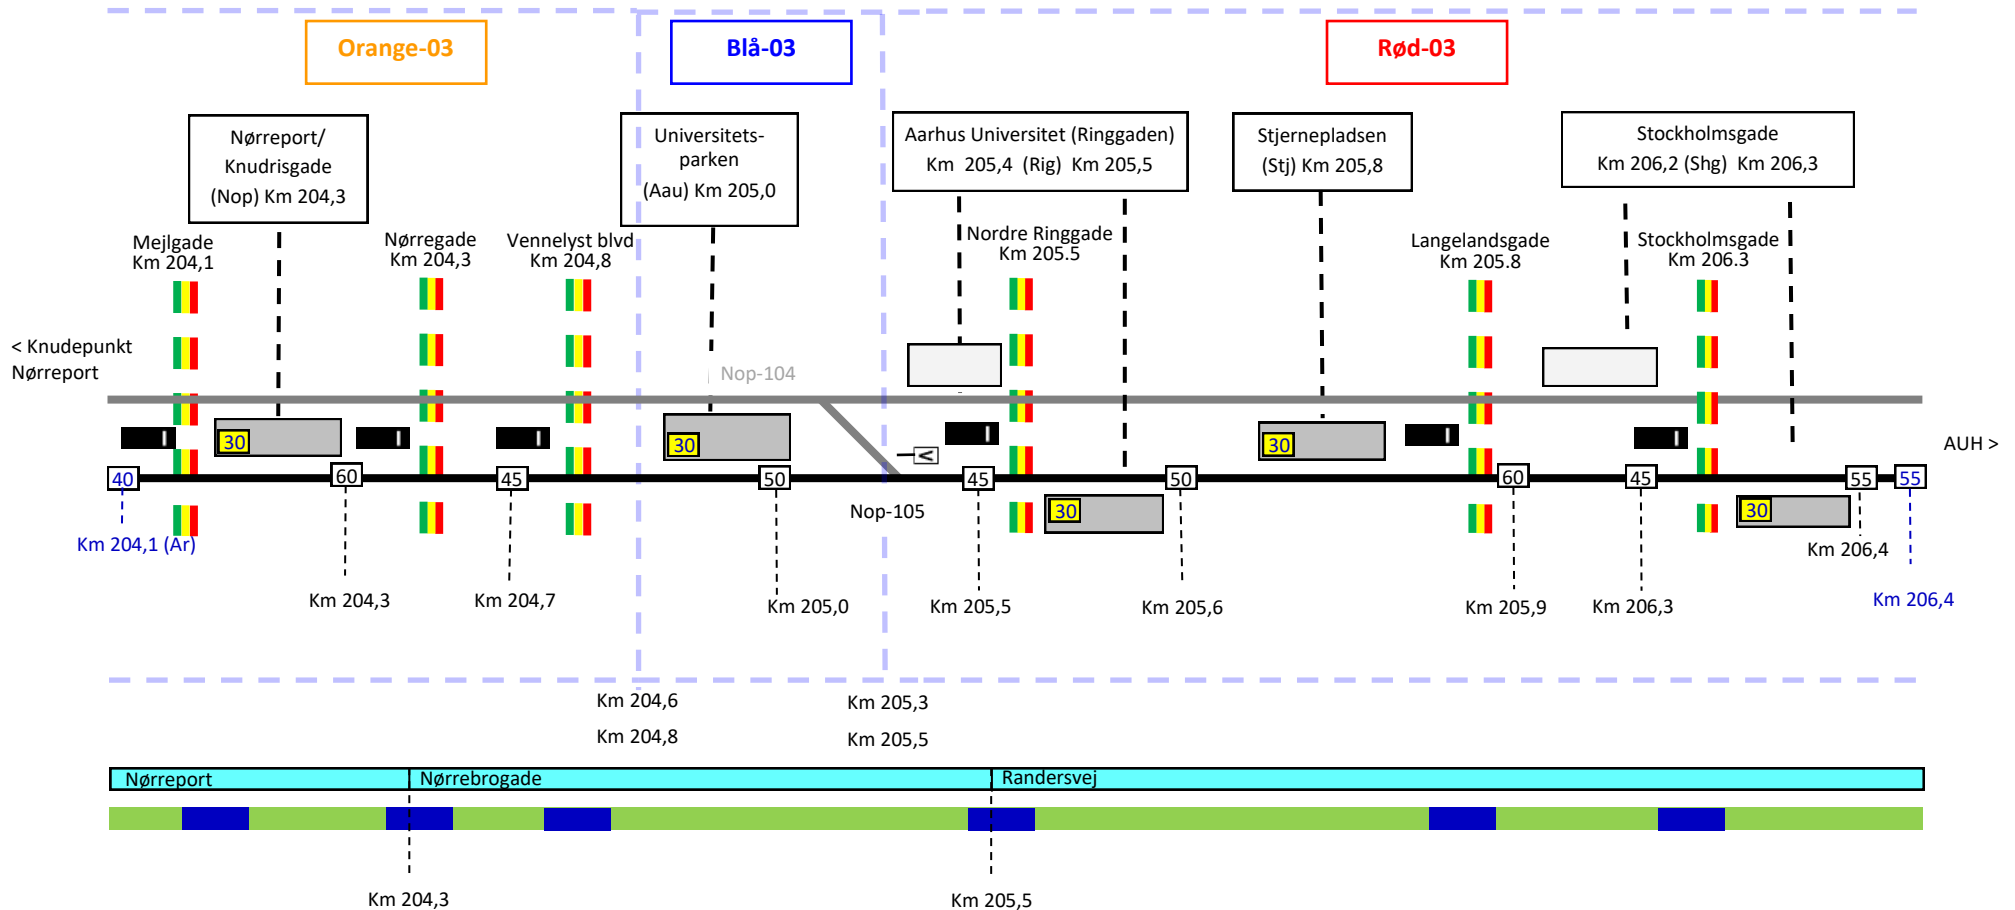 Orange-03
Blå-03
Rød-03
Nørreport/
Knudrisgade
(Nop) Km 204,3
Universitets-
parken
(Aau) Km 205,0
Aarhus Universitet (Ringgaden)
Km 205,4 (Rig) Km 205,5
Stjernepladsen
(Stj) Km 205,8
Stockholmsgade
Km 206,2 (Shg) Km 206,3
Mejlgade
Km 204,1
Nørregade
Km 204,3
Vennelyst blvd
Km 204,8
Nordre Ringgade
Km 205.5
Langelandsgade
Km 205.8
Stockholmsgade
Km 206.3
< Knudepunkt
Nørreport
Nop-104
AUH >
30
30
30
30
30
40
60
45
50
45
50
60
45
55
55
Nop-105
Km 204,1 (Ar)
Km 204,3
Km 204,7
Km 205,0
Km 205,5
Km 205,6
Km 205,9
Km 206,3
Km 206,4
Km 206,4
Km 204,6
Km 204,8
Km 205,3
Km 205,5
Nørreport
Nørrebrogade
Randersvej
Km 204,3
Km 205,5